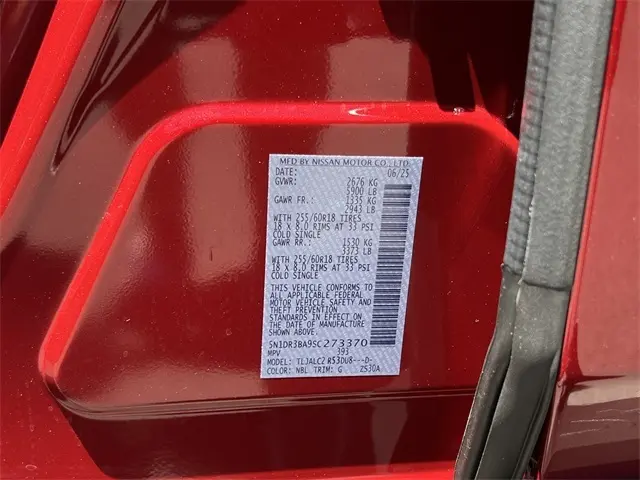 MFD BY NISSAN MOTOR CO., LTD.
DATE: 06/25
GVWR: 2676 KG
5900 LB
GAWR FR.: 1335 KG
2943 LB
WITH 255/60R18 TIRES
18 X 8.0 RIMS AT 33 PSI
COLD SINGLE
GAWR RR.: 1530 KG
3373 LB
WITH 255/60R18 TIRES
18 X 8.0 RIMS AT 33 PSI
COLD SINGLE
THIS VEHICLE CONFORMS TO
ALL APPLICABLE FEDERAL
MOTOR VEHICLE SAFETY AND
THEFT PREVENTION
STANDARDS IN EFFECT ON
THE DATE OF MANUFACTURE
SHOWN ABOVE.
5N1DR3BA9SC273370
MPV 393
MODEL: TLJALC2 R53DU8---D-
COLOR: NBL TRIM: G ZS30A